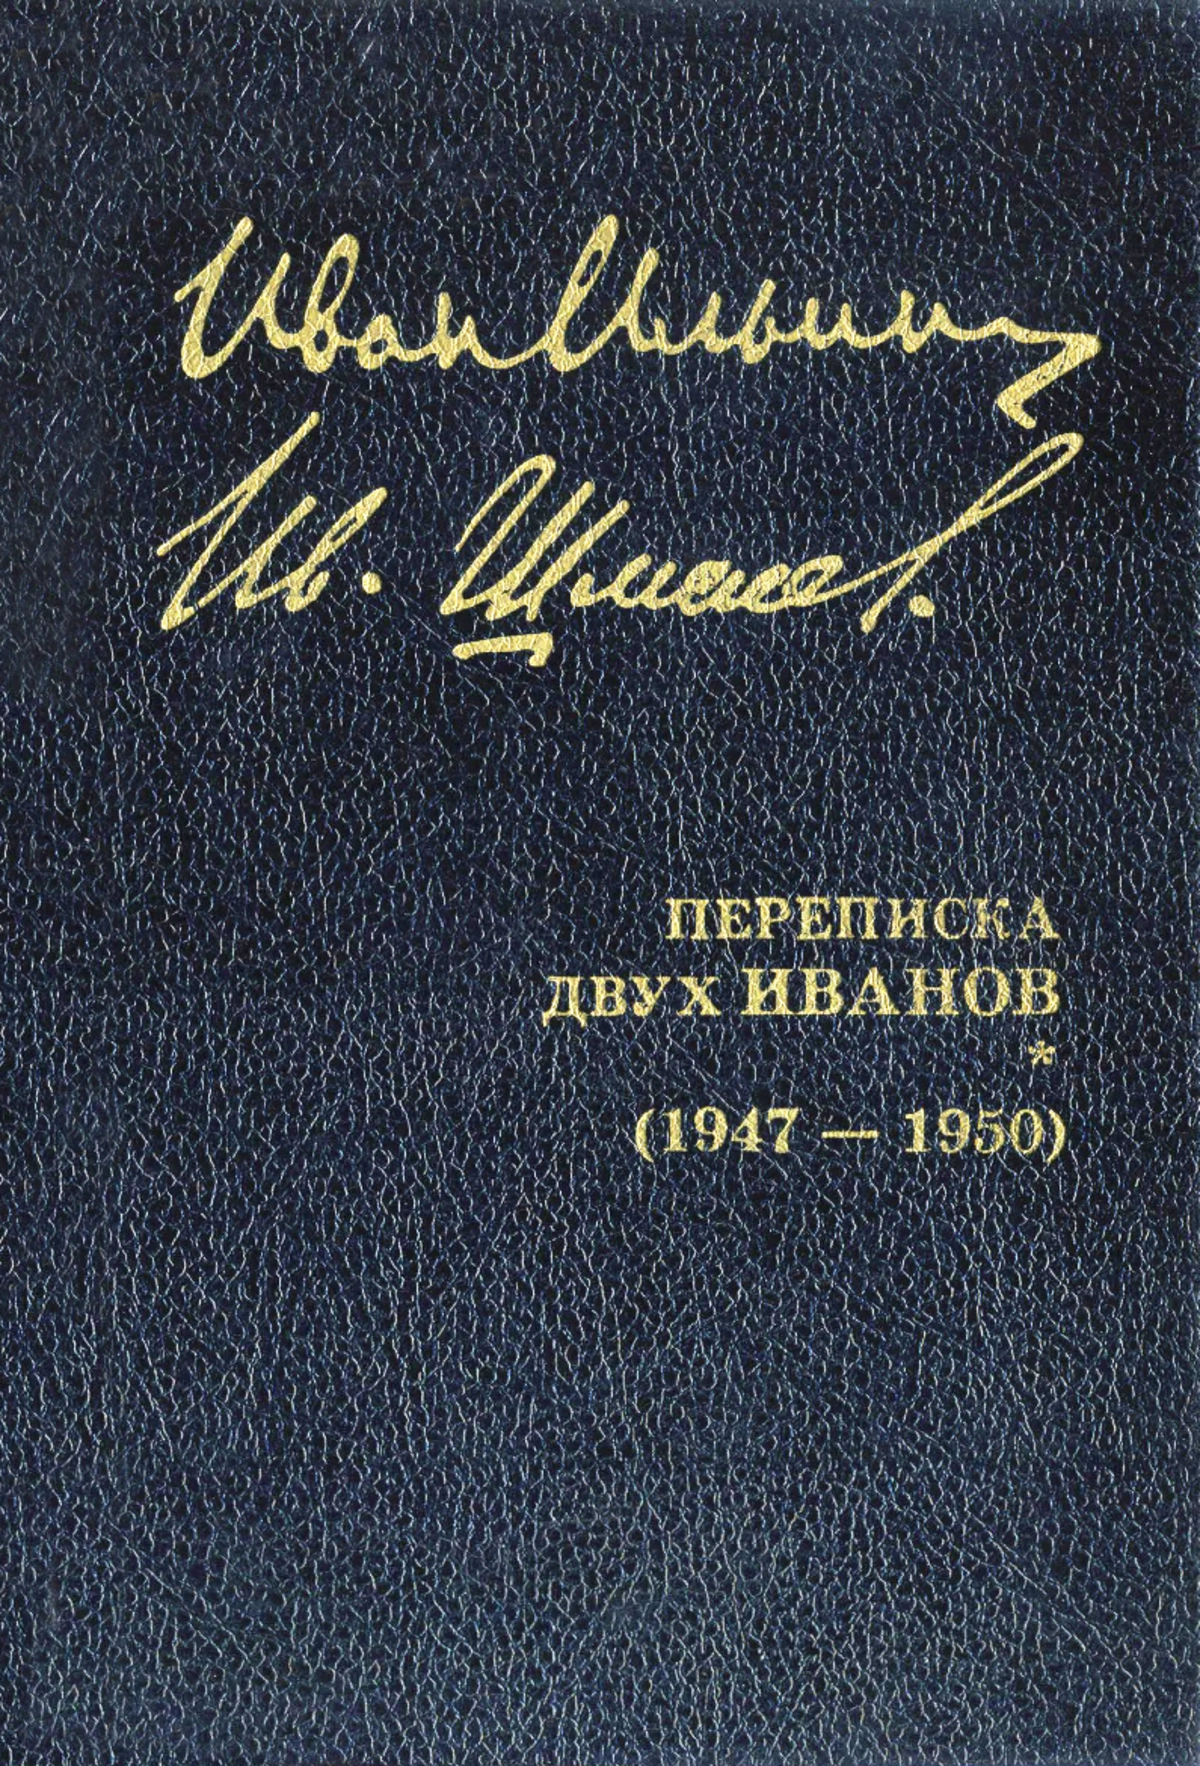 Иван Ильин
Ив. Шмелев.
ПЕРЕПИСКА
ДВУХ ИВАНОВ
*
(1947 — 1950)